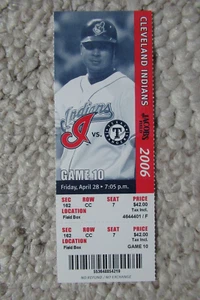 CLEVELAND INDIANS
2006
Indians
VS.
T
GAME 10
Friday, April 28 • 7:05 p.m.
SEC ROW SEAT PRICE
162 CC 7 $42.00
LOCATION Tax Incl.
Field Box
SEC ROW SEAT PRICE
162 CC 7 $42.00
LOCATION Tax Incl.
Field Box GAME 10